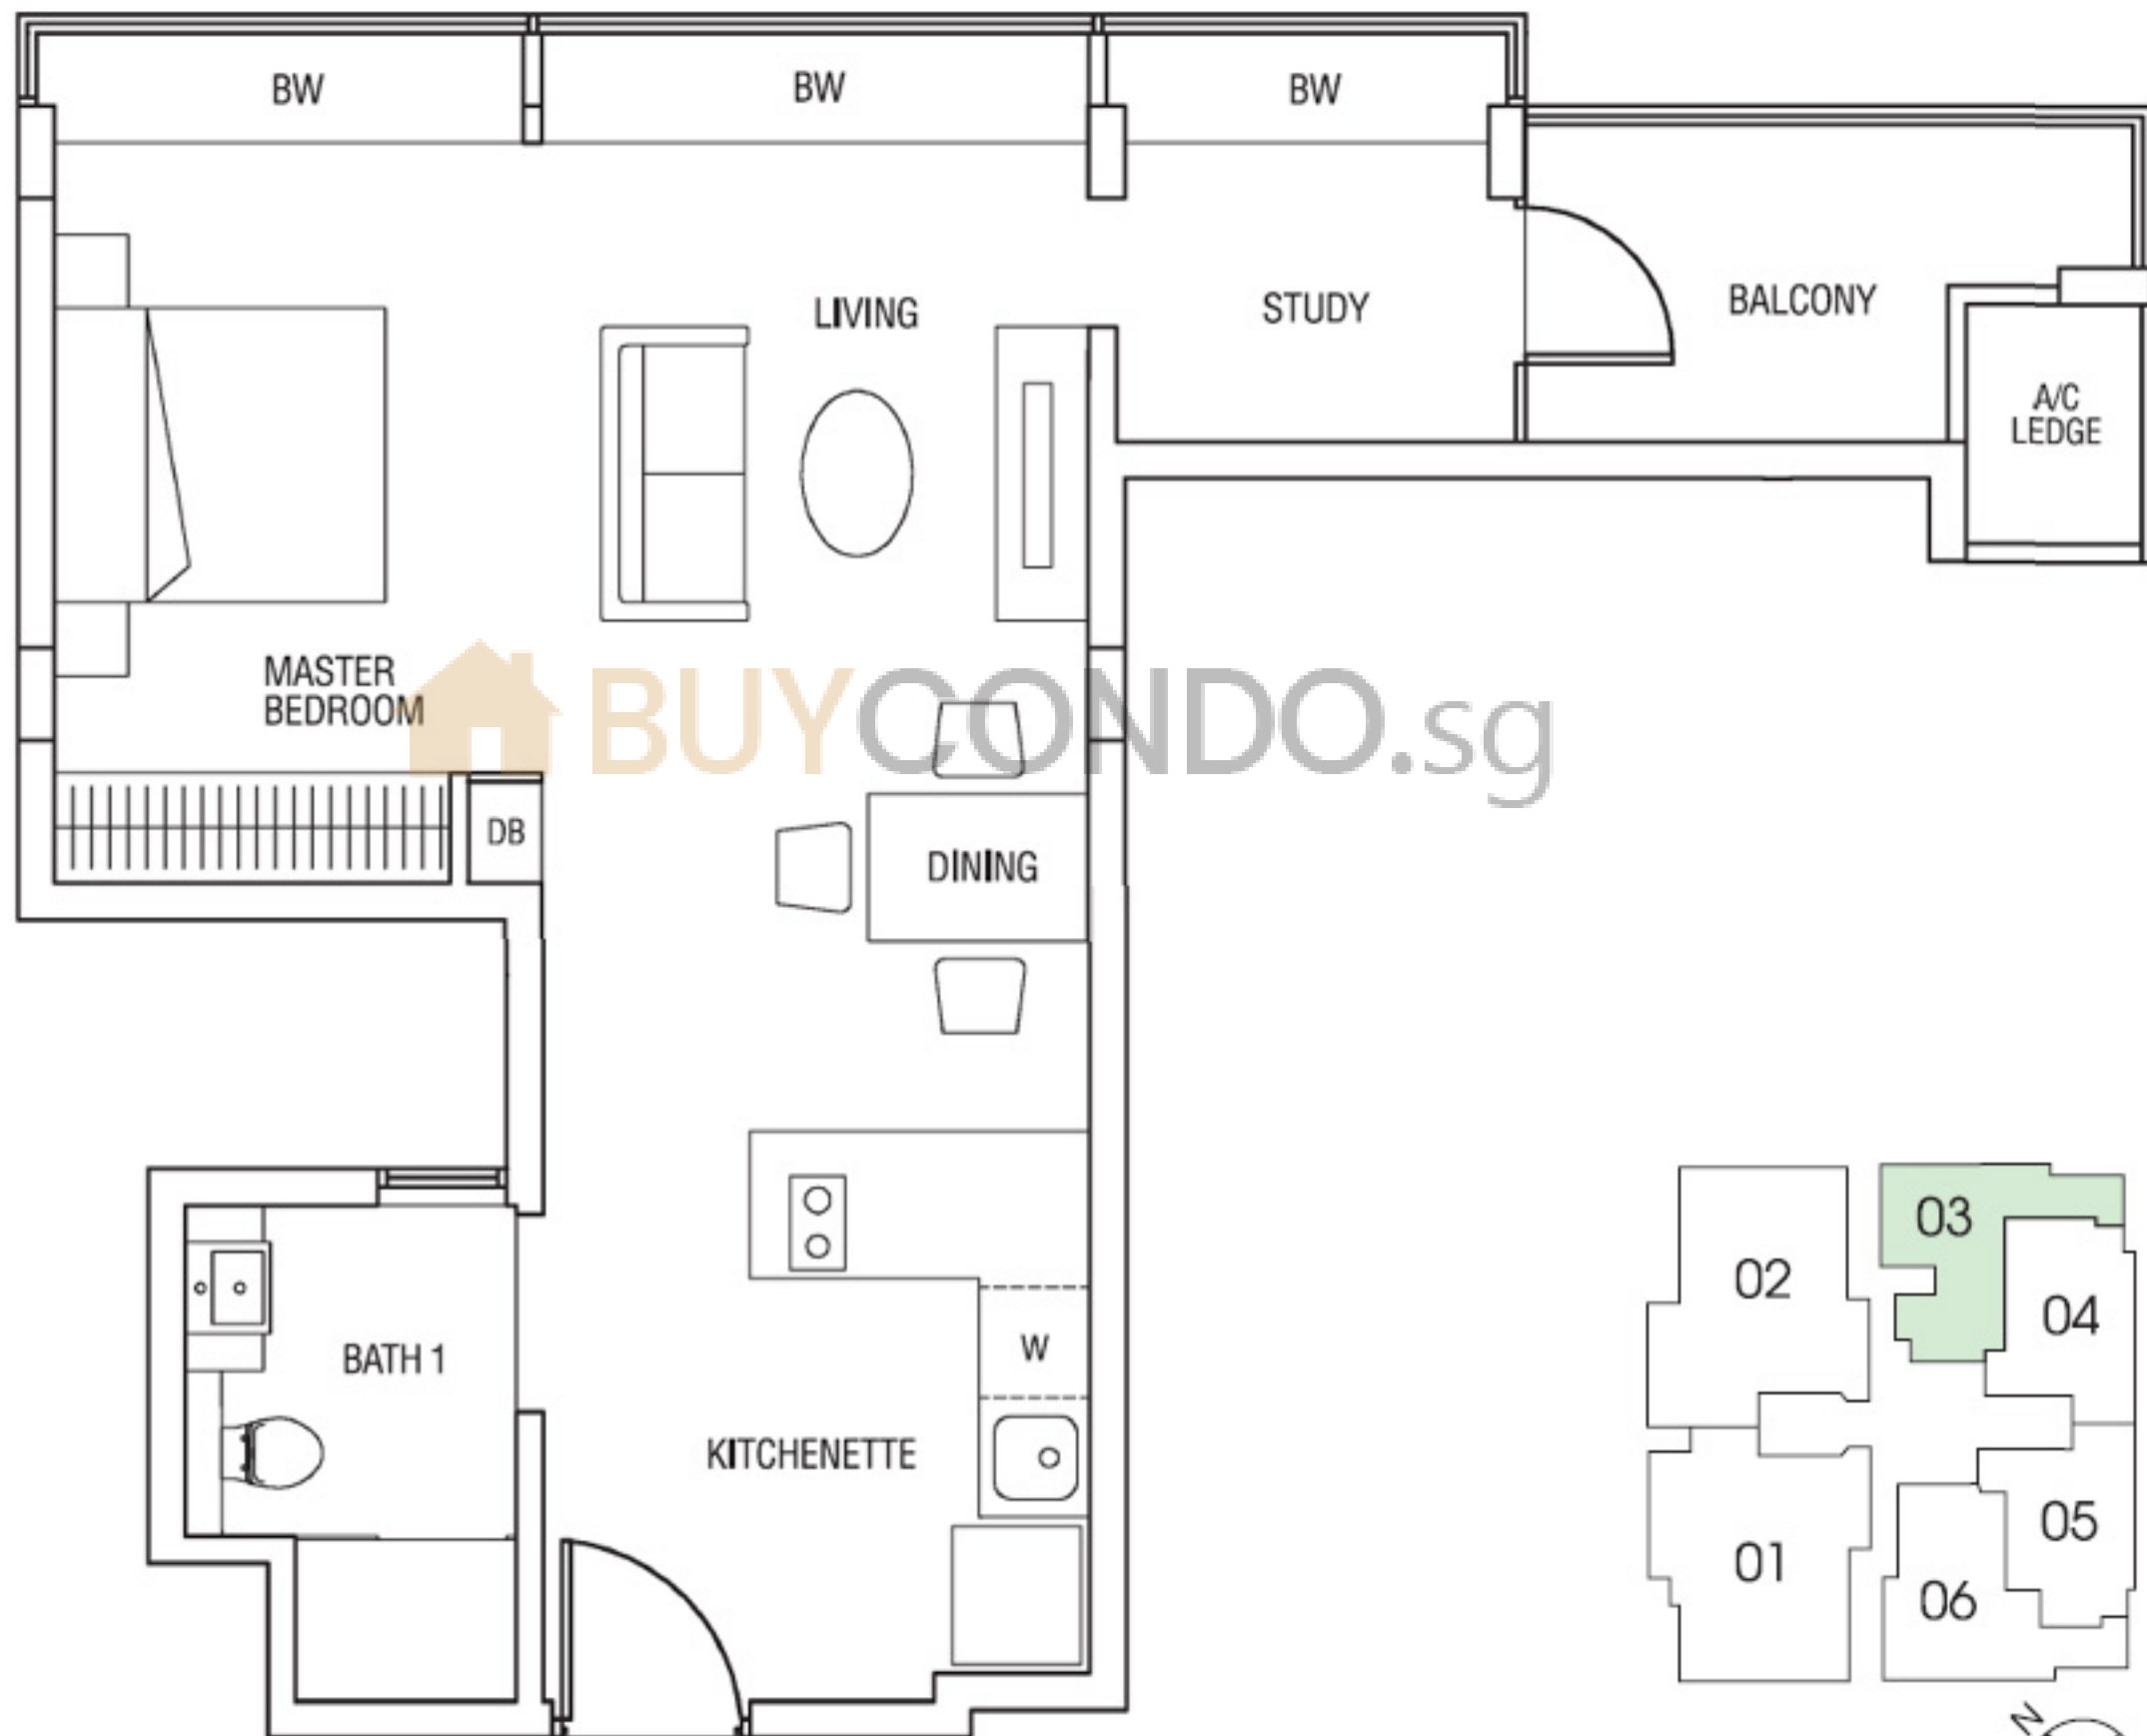 BW
BW
BW
LIVING
STUDY
BALCONY
A/C
LEDGE
MASTER
BEDROOM
BUYCONDO.sg
DB
DINING
BATH 1
W
KITCHENETTE
03
02
04
05
01
06
N